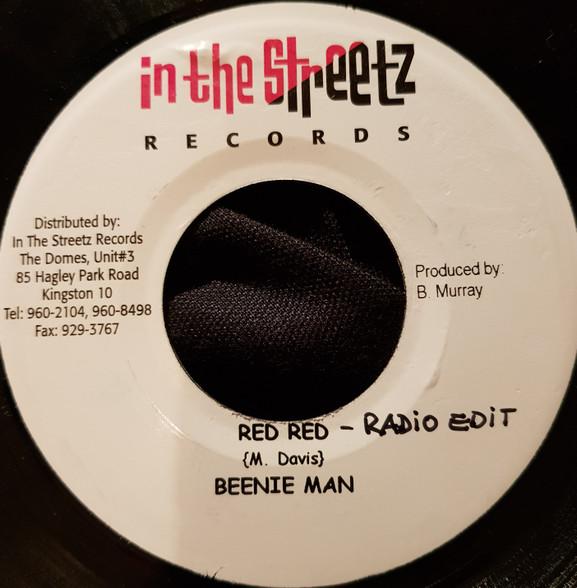 in the Streetz
RECORDS
Distributed by:
In The Streetz Records
The Domes, Unit#3
85 Hagley Park Road
Kingston 10
Tel: 960-2104, 960-8498
Fax: 929-3767
Produced by:
B. Murray
RED RED - RADiO EDiT
{M. Davis}
BEENIE MAN